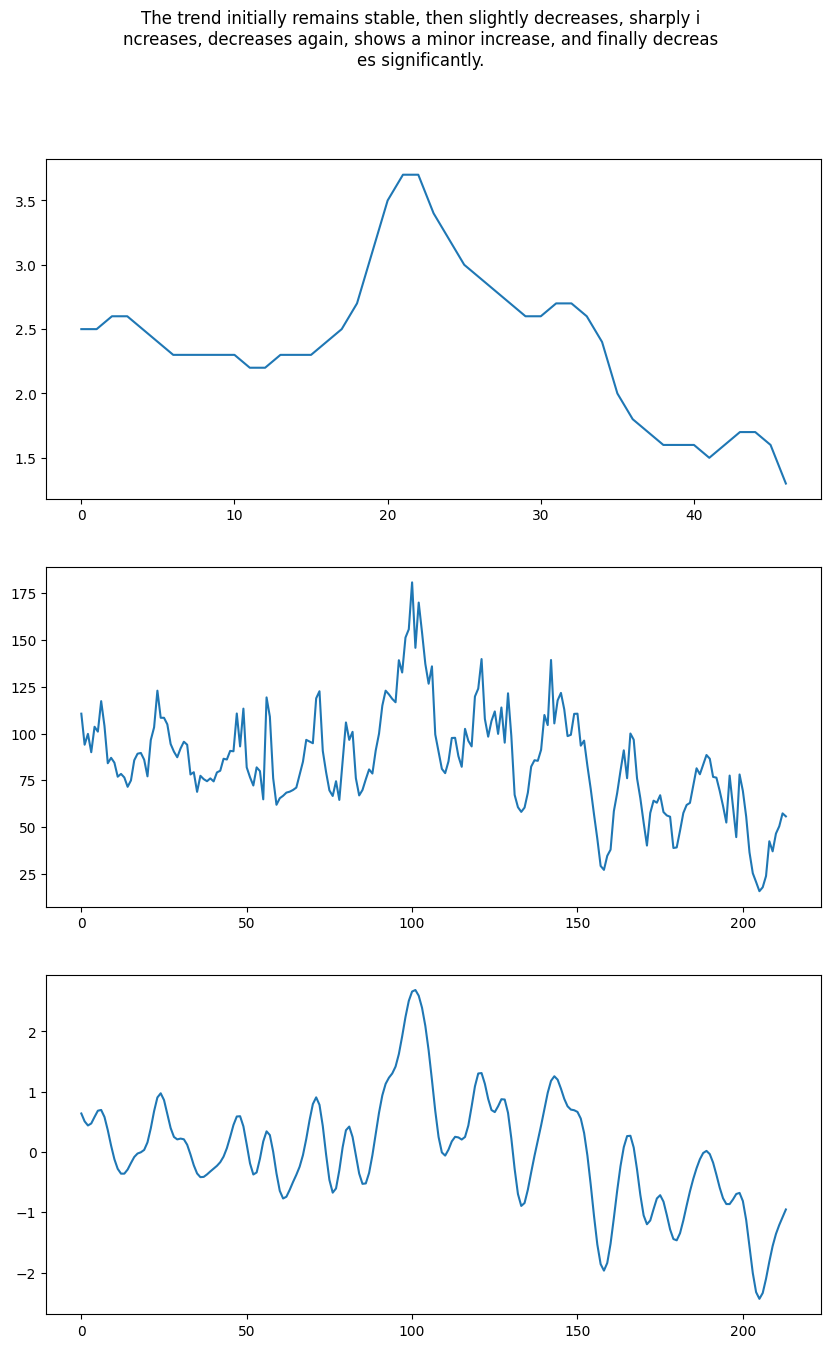 The trend initially remains stable, then slightly decreases, sharply i
ncreases, decreases again, shows a minor increase, and finally decreas
es significantly.
3.5
3.0
2.5
2.0
1.5
0 10 20 30 40
175
150
125
100
75
50
25
0 50 100 150 200
2
1
0
−1
−2
0 50 100 150 200